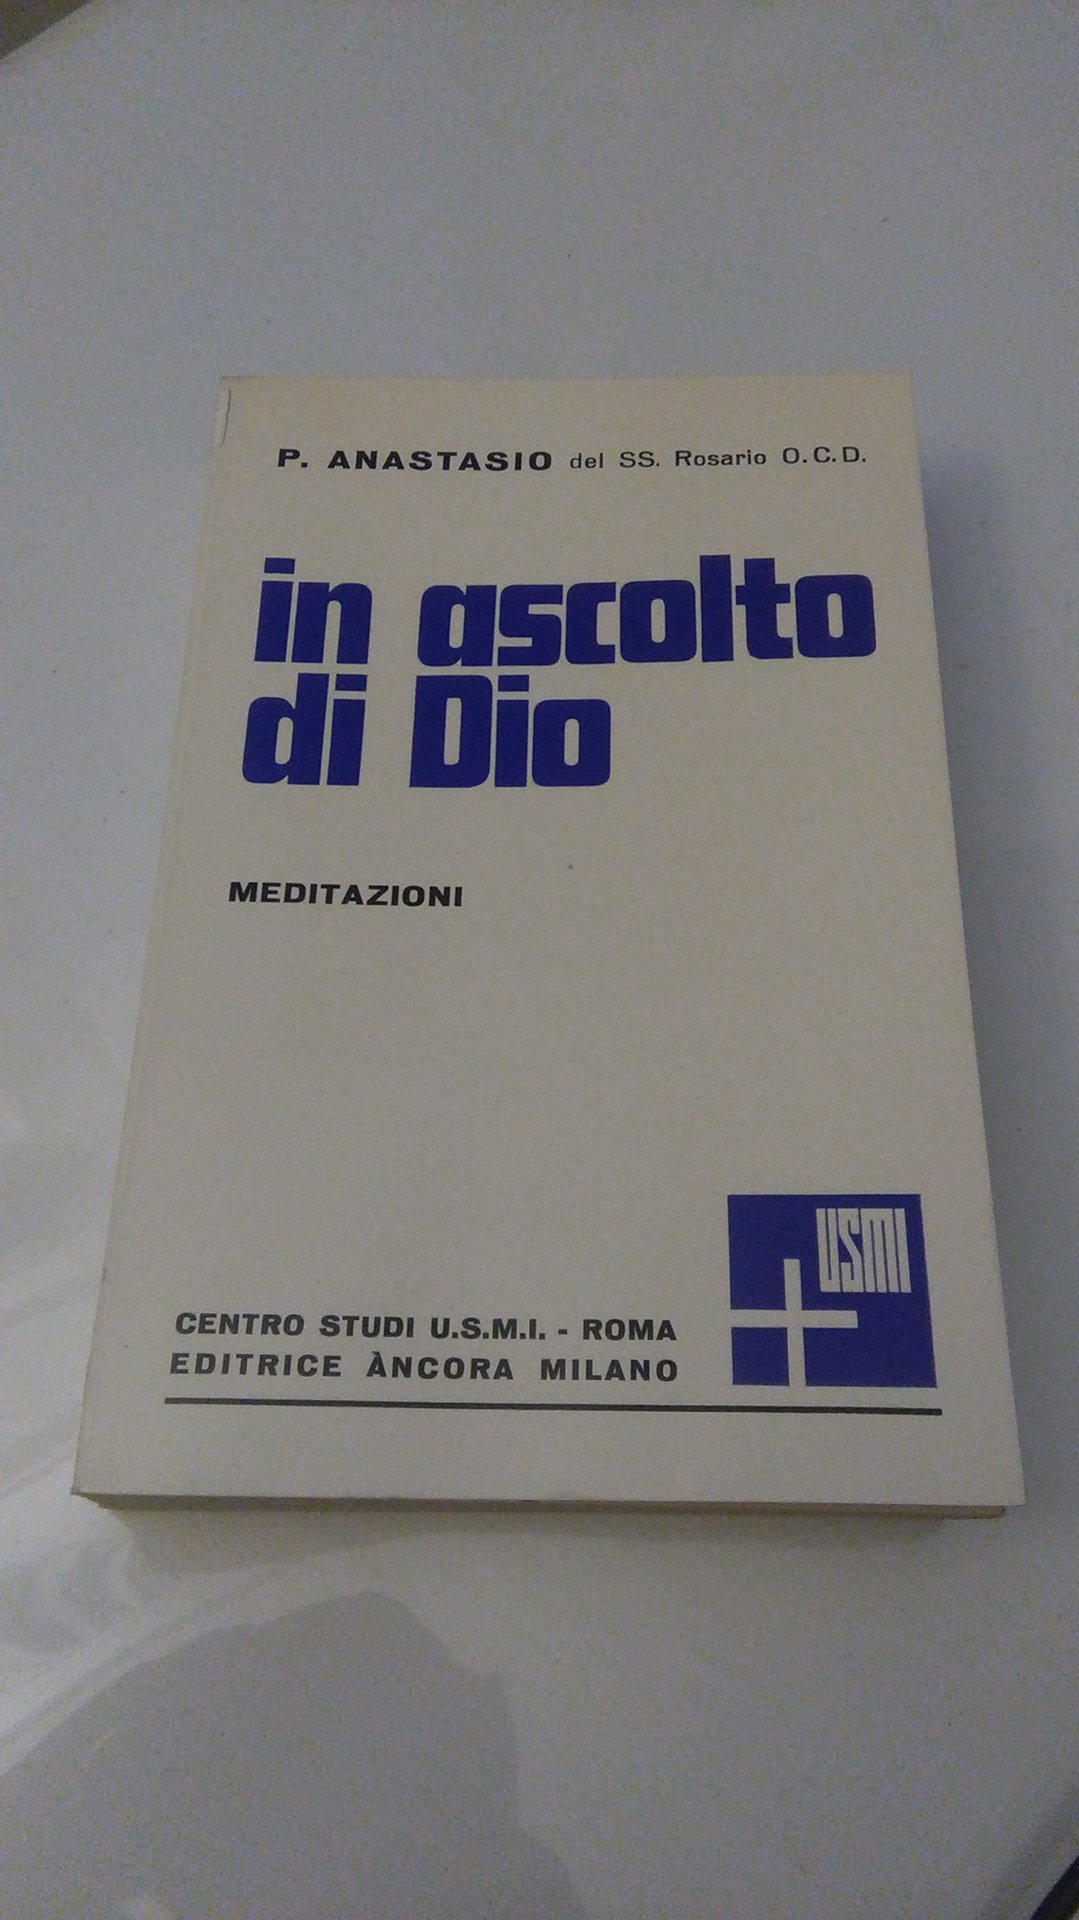 P. ANASTASIO del SS. Rosario O.C.D.
in ascolto
di Dio
MEDITAZIONI
USMI
CENTRO STUDI U.S.M.I. - ROMA
EDITRICE ÀNCORA MILANO